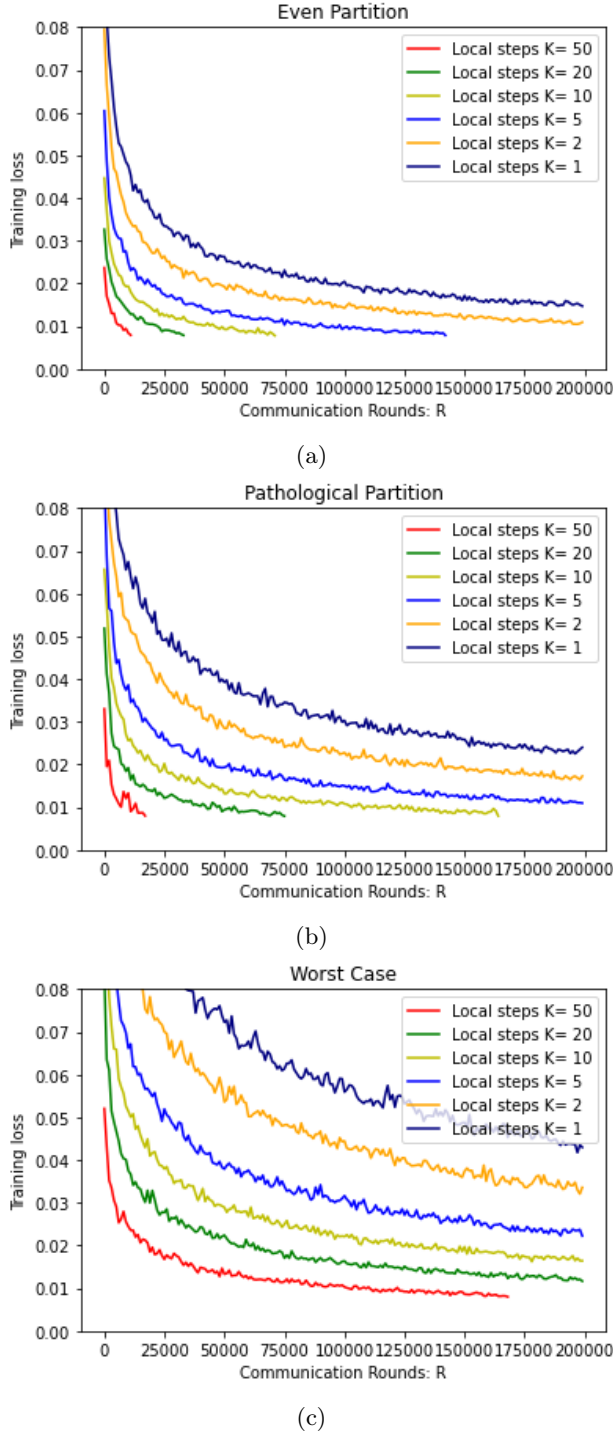 Even Partition
0.08
0.07
0.06
0.05
0.04
0.03
0.02
0.01
0.00
Training loss
Local steps K= 50
Local steps K= 20
Local steps K= 10
Local steps K= 5
Local steps K= 2
Local steps K= 1
0 25000 50000 75000 100000 125000 150000 175000 200000
Communication Rounds: R
(a)
Pathological Partition
0.08
0.07
0.06
0.05
0.04
0.03
0.02
0.01
0.00
Training loss
Local steps K= 50
Local steps K= 20
Local steps K= 10
Local steps K= 5
Local steps K= 2
Local steps K= 1
0 25000 50000 75000 100000 125000 150000 175000 200000
Communication Rounds: R
(b)
Worst Case
0.08
0.07
0.06
0.05
0.04
0.03
0.02
0.01
0.00
Training loss
Local steps K= 50
Local steps K= 20
Local steps K= 10
Local steps K= 5
Local steps K= 2
Local steps K= 1
0 25000 50000 75000 100000 125000 150000 175000 200000
Communication Rounds: R
(c)